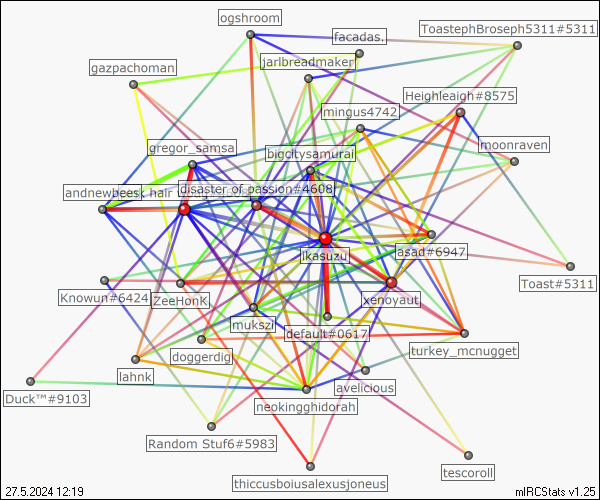 ogshroom
ToastephBroseph5311#5311
facadas.
gazpachoman
jarlbreadmaker
Heighleaigh#8575
mingus4742
gregor_samsa
moonraven
bigcitysamurai
disaster of passion#4608
andnewbeesk hair
asad#6947
ikasuzu
Toast#5311
Knowun#6424
ZeeHonK
xenoyaut
mukszi
default#0617
doggerdig
turkey_mcnugget
lahnk
avelicious
Duck™#9103
neokingghidorah
Random Stuf6#5983
tescoroll
thiccusboiusalexusjoneus
27.5.2024 12:19
mIRCStats v1.25